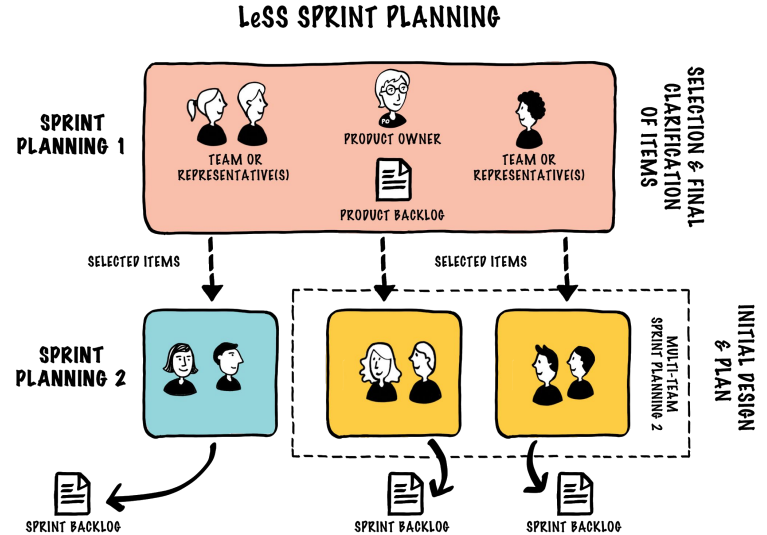 LeSS SPRINT PLANNING
SPRINT
PLANNING 1
TEAM OR
REPRESENTATIVE(S)
PO
PRODUCT OWNER
PRODUCT BACKLOG
TEAM OR
REPRESENTATIVE(S)
SELECTION & FINAL
CLARIFICATION
OF ITEMS
SELECTED ITEMS
SELECTED ITEMS
SPRINT
PLANNING 2
MULTI-TEAM
SPRINT PLANNING 2
INITIAL DESIGN
& PLAN
SPRINT BACKLOG
SPRINT BACKLOG
SPRINT BACKLOG